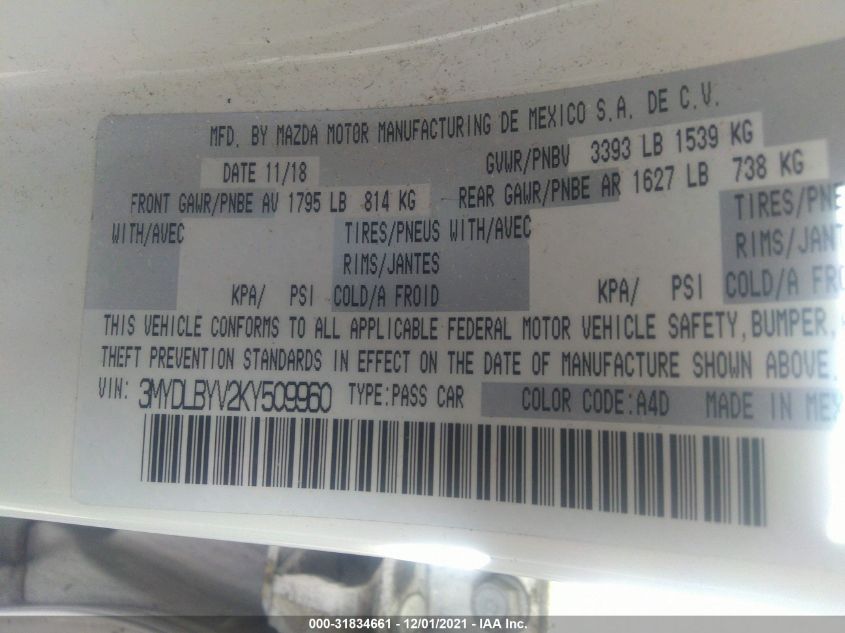 MFD. BY MAZDA MOTOR MANUFACTURING DE MEXICO S.A. DE C.V.
DATE 11/18 GVWR/PNBV 3393 LB 1539 KG
FRONT GAWR/PNBE AV 1795 LB 814 KG REAR GAWR/PNBE AR 1627 LB 738 KG
WITH/AVEC TIRES/PNEUS WITH/AVEC TIRES/PNE
RIMS/JANTES RIMS/JAN
KPA/ PSI COLD/A FROID KPA/ PSI COLD/A FR
THIS VEHICLE CONFORMS TO ALL APPLICABLE FEDERAL MOTOR VEHICLE SAFETY, BUMPER,
THEFT PREVENTION STANDARDS IN EFFECT ON THE DATE OF MANUFACTURE SHOWN ABOVE.
VIN: 3MYDLBYV2KY509960 TYPE:PASS CAR COLOR CODE:A4D MADE IN MEX
000-31834661 - 12/01/2021 - IAA Inc.